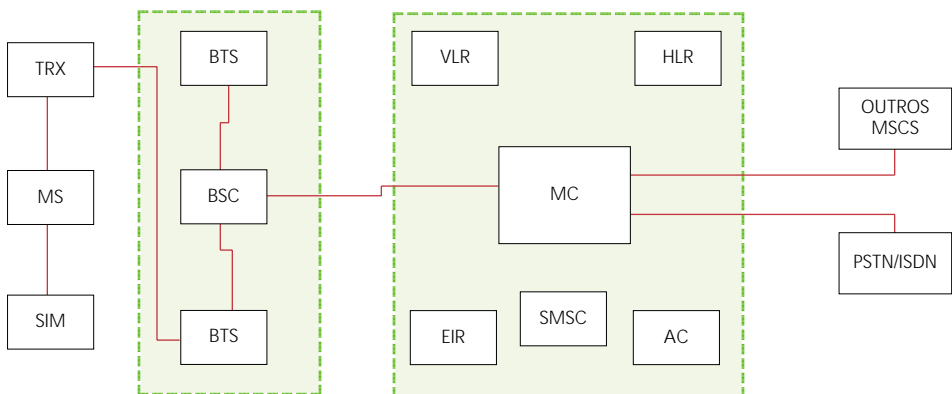 TRX
BTS
VLR
HLR
OUTROS
MSCS
MS
BSC
MC
PSTN/ISDN
SIM
BTS
EIR
SMSC
AC